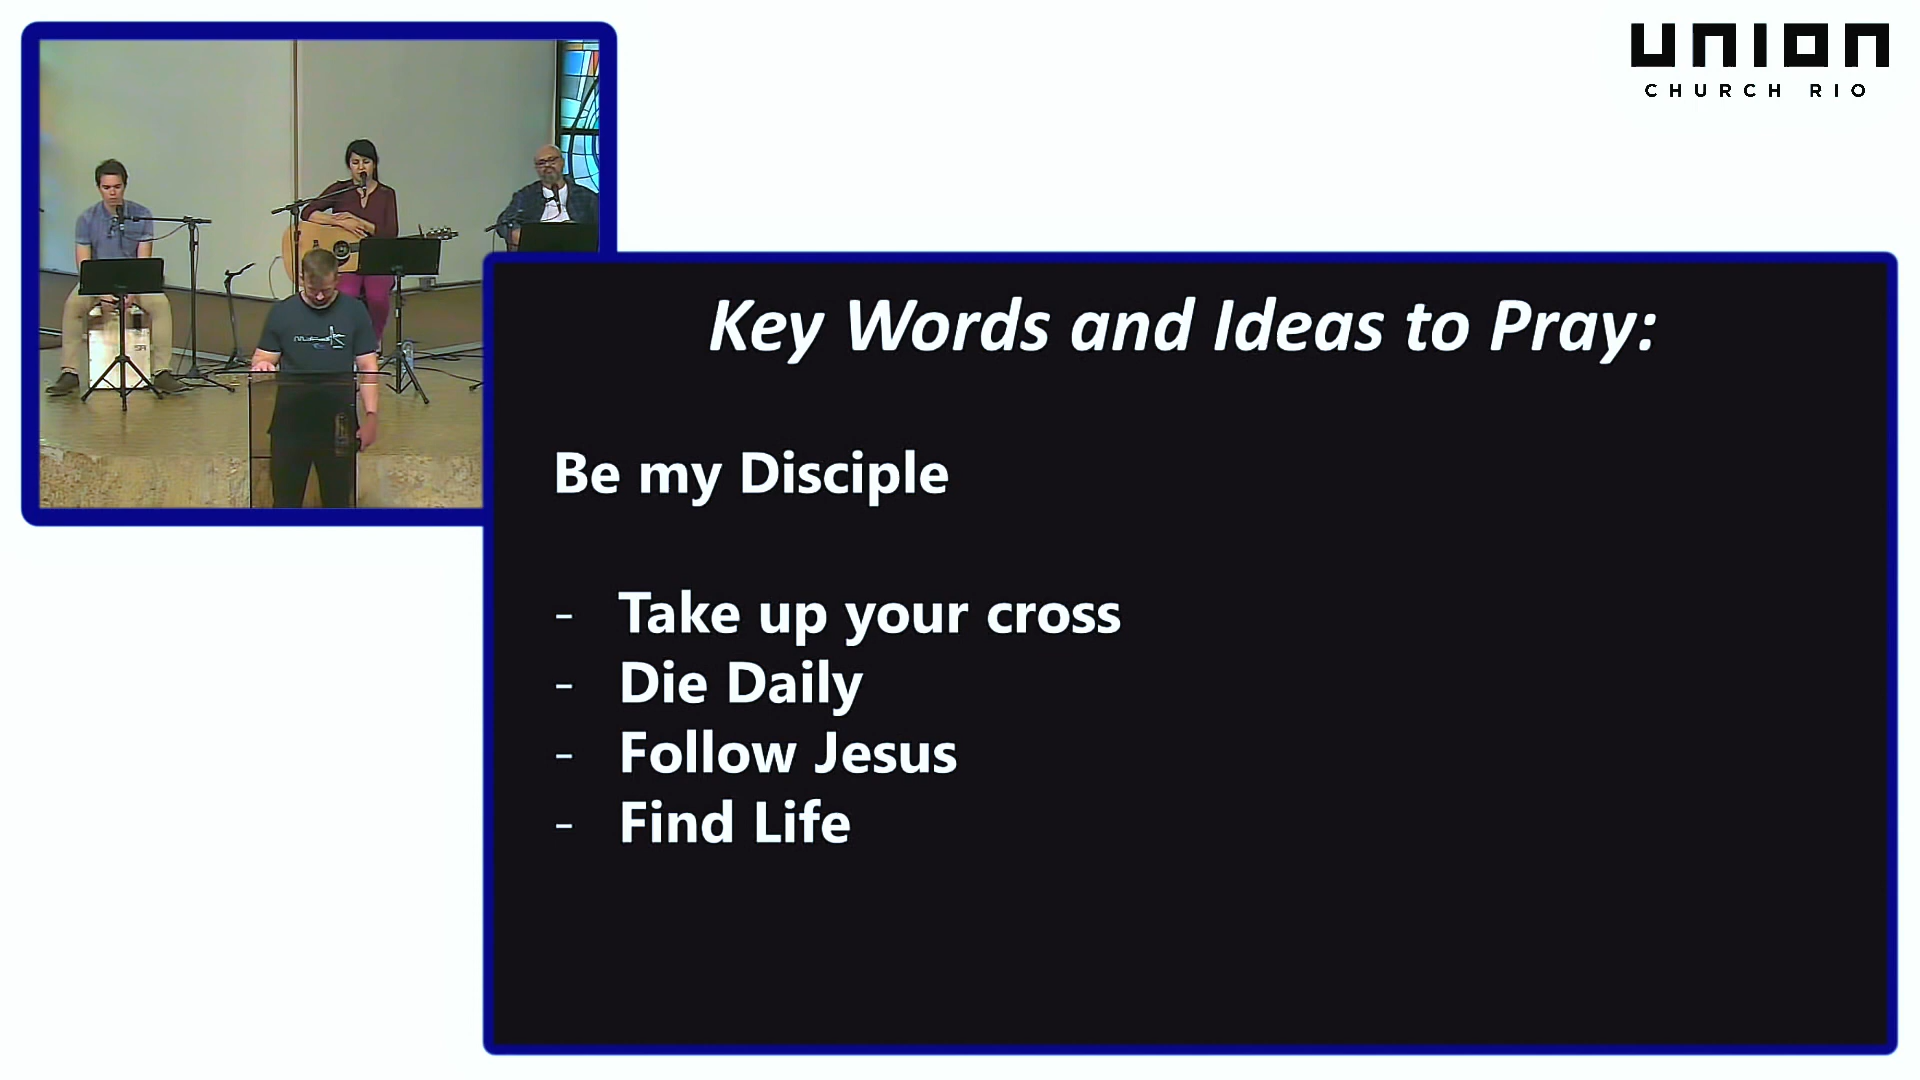 UNION
CHURCH RIO
Key Words and Ideas to Pray:
Be my Disciple
- Take up your cross
- Die Daily
- Follow Jesus
- Find Life